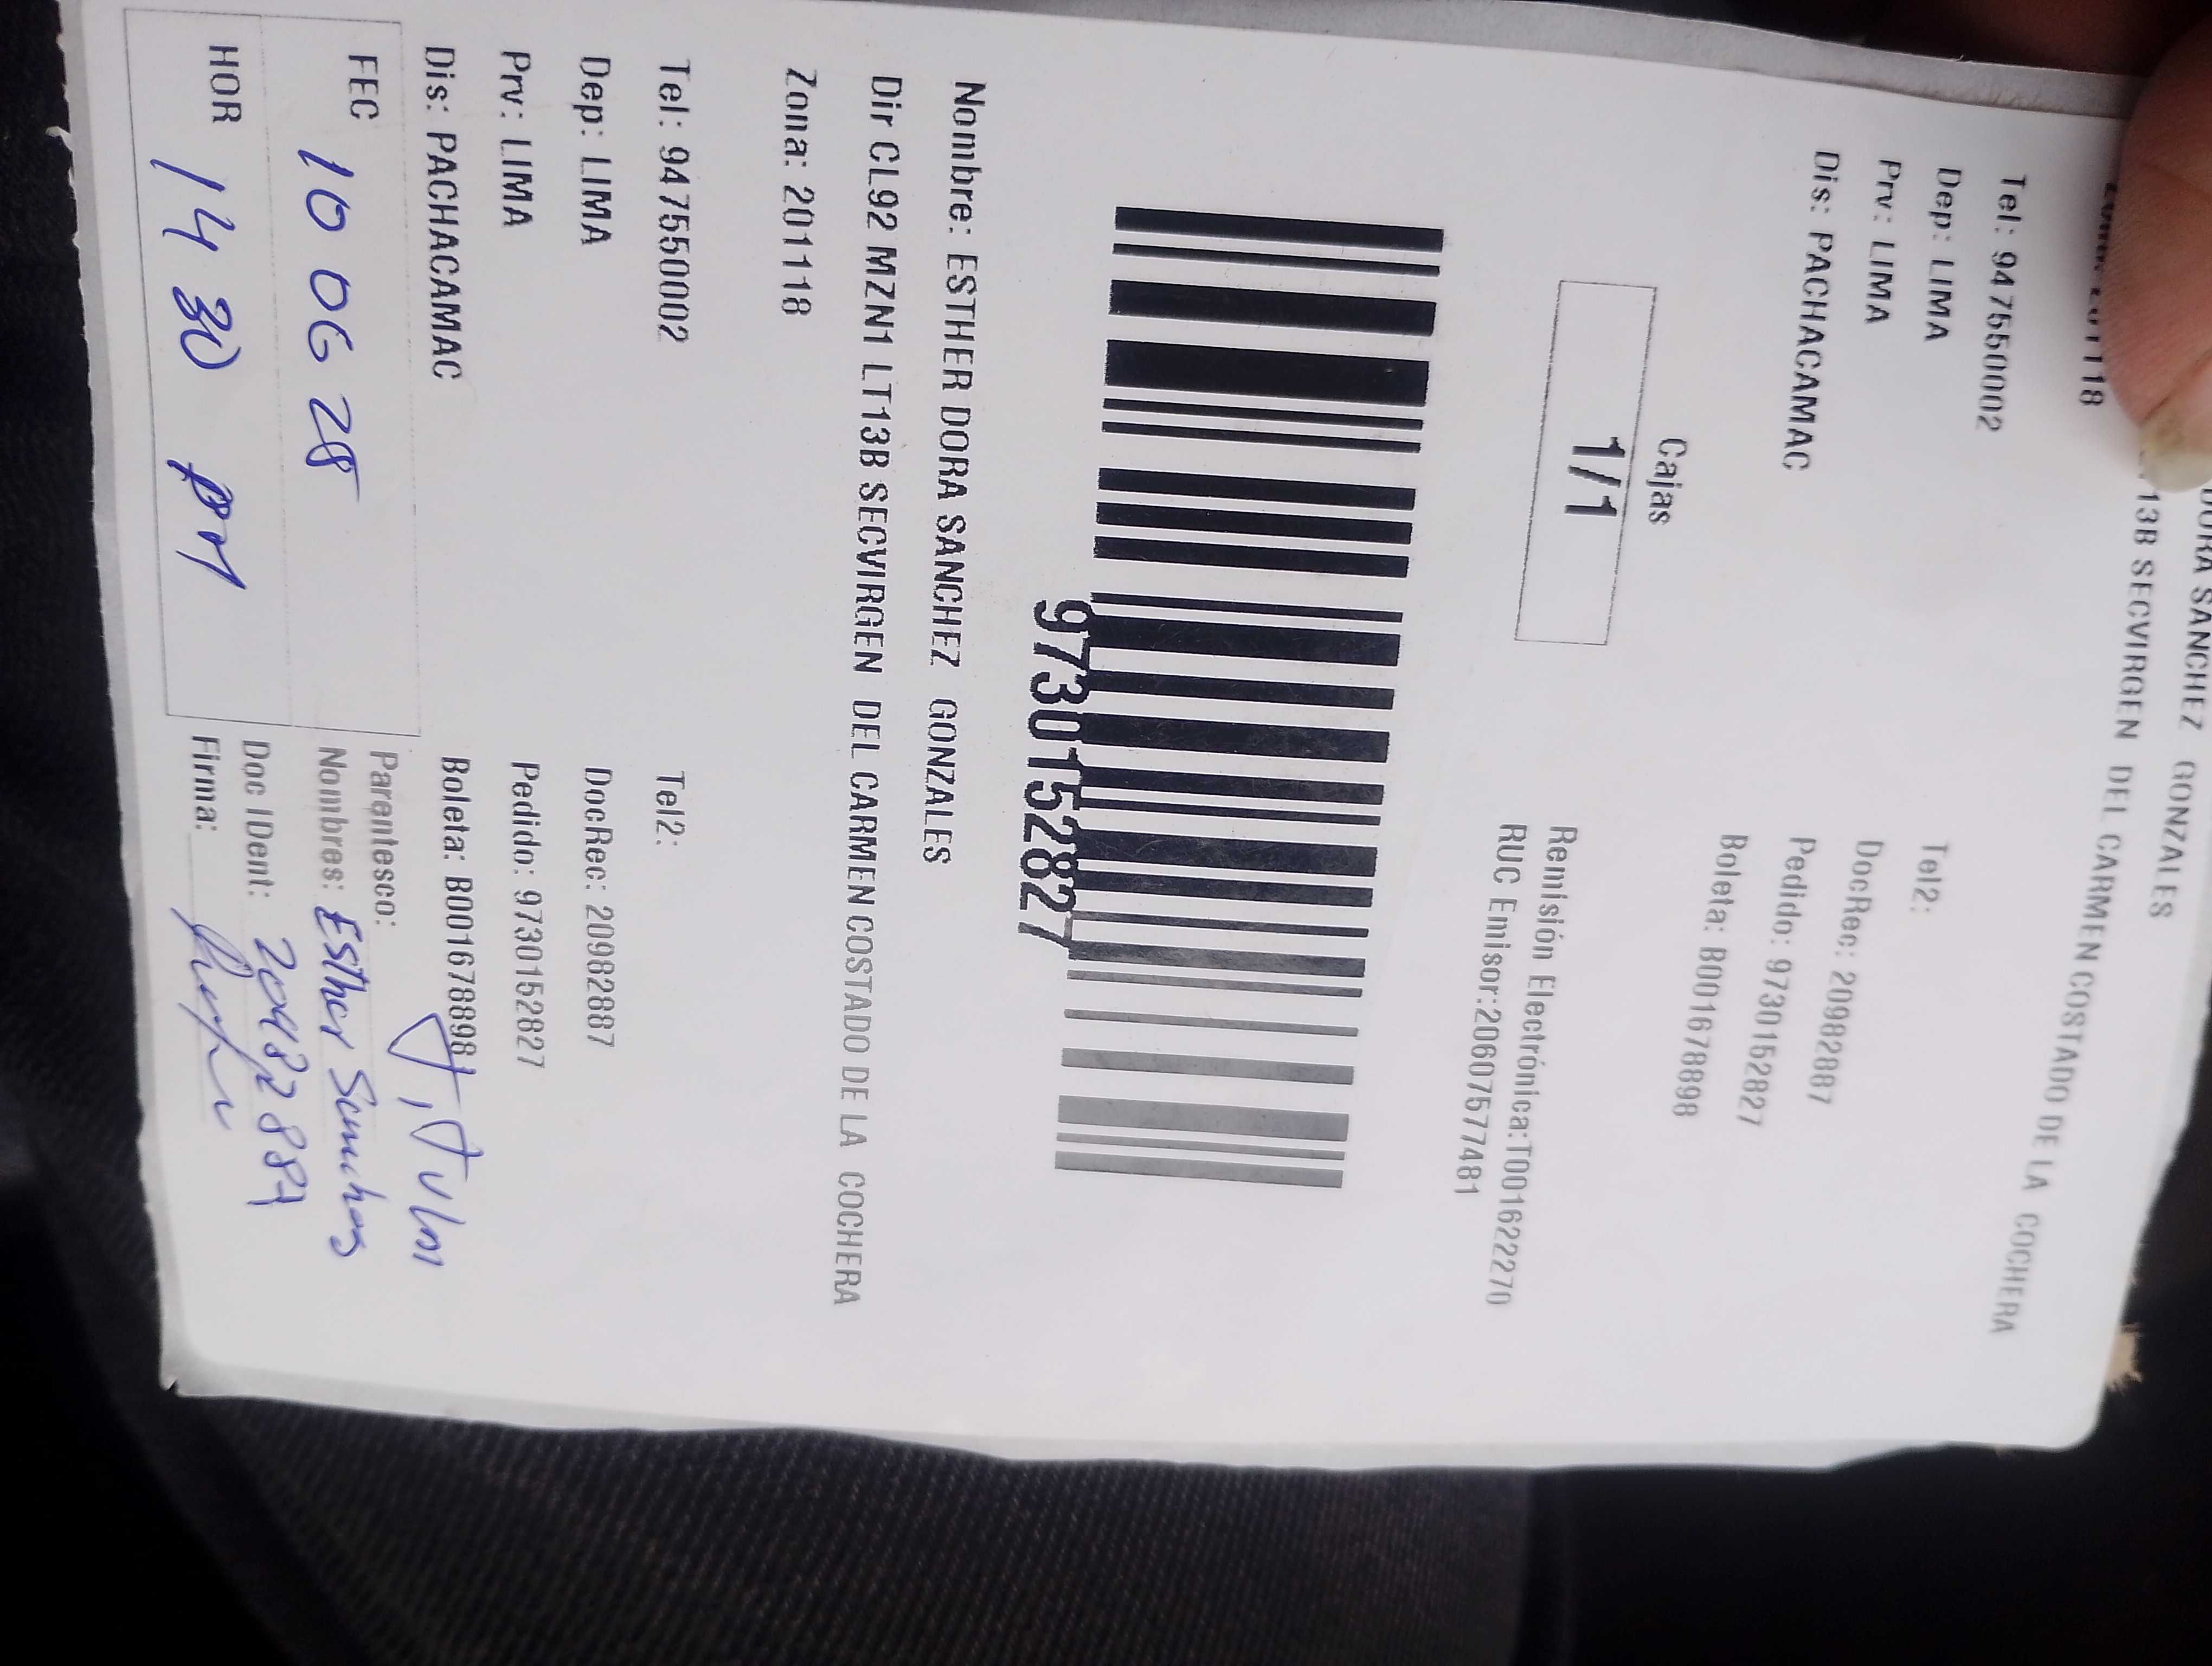 DORA SANCHEZ GONZALES
13B SECVIRGEN DEL CARMEN COSTADO DE LA COCHERA
Tel: 947550002 Tel2:
Dep: LIMA DocRec: 20982887
Prv: LIMA Pedido: 9730152827
Dis: PACHACAMAC Boleta: B001678898
Cajas
1/1
Remisión Electrónica:T001622270
RUC Emisor:20607577481
9730152827
Nombre: ESTHER DORA SANCHEZ GONZALES
Dir CL92 MZN1 LT13B SECVIRGEN DEL CARMEN COSTADO DE LA COCHERA
Zona: 201118
Tel: 947550002 Tel2:
Dep: LIMA DocRec: 20982887
Prv: LIMA Pedido: 9730152827
Dis: PACHACAMAC Boleta: B001678898
FEC 10 06 28 Parentesco:
Nombres: Esther
HOR 14 30 PM Doc IDent:
Firma: